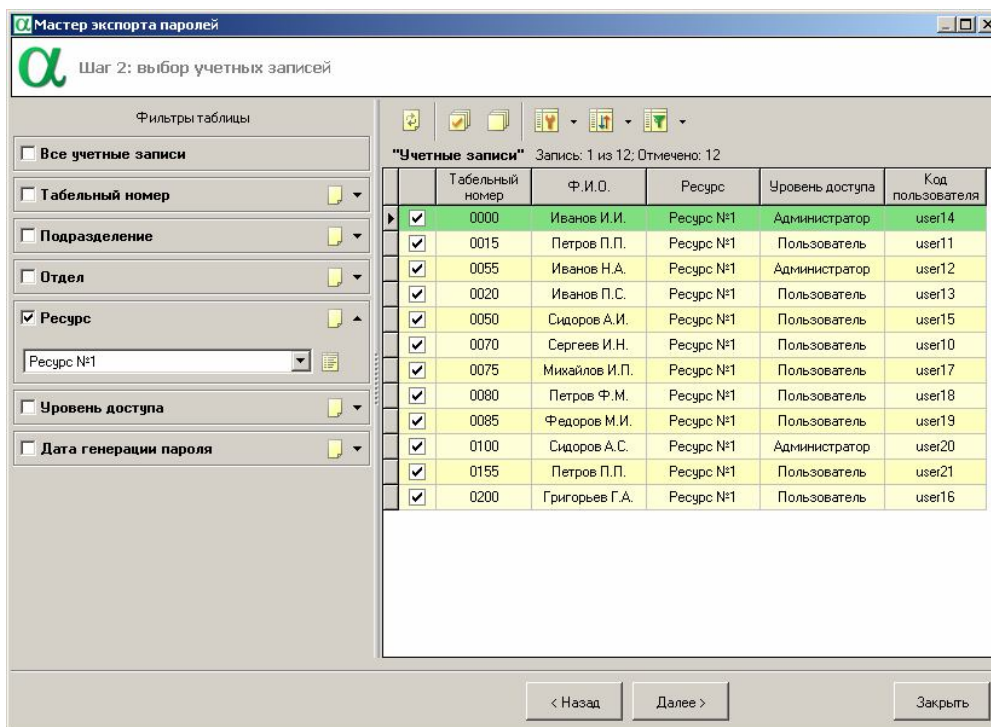 Мастер экспорта паролей
α
Шаг 2: выбор учетных записей
Фильтры таблицы
Все учетные записи
Табельный номер
Подразделение
Отдел
Ресурс
Ресурс №1
Уровень доступа
Дата генерации пароля
"Учетные записи" Запись: 1 из 12; Отмечено: 12
Табельный номер Ф.И.О. Ресурс Уровень доступа Код пользователя
0000 Иванов И.И. Ресурс №1 Администратор user14
0015 Петров П.П. Ресурс №1 Пользователь user11
0055 Иванов Н.А. Ресурс №1 Администратор user12
0020 Иванов П.С. Ресурс №1 Пользователь user13
0050 Сидоров А.И. Ресурс №1 Пользователь user15
0070 Сергеев И.Н. Ресурс №1 Пользователь user10
0075 Михайлов И.П. Ресурс №1 Пользователь user17
0080 Петров Ф.М. Ресурс №1 Пользователь user18
0085 Федоров М.И. Ресурс №1 Пользователь user19
0100 Сидоров А.С. Ресурс №1 Администратор user20
0155 Петров П.П. Ресурс №1 Пользователь user21
0200 Григорьев Г.А. Ресурс №1 Пользователь user16
< Назад Далее > Закрыть